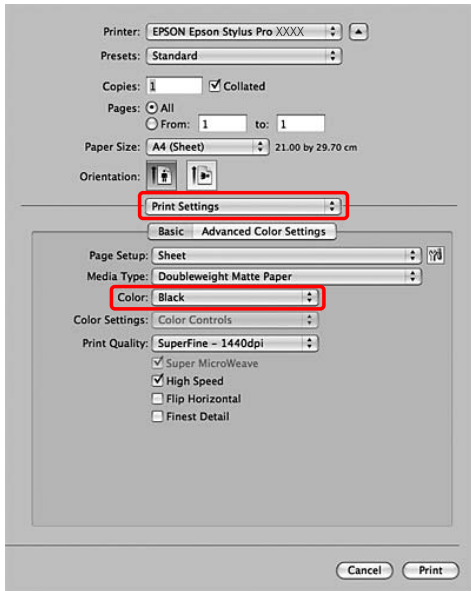 Printer: EPSON Epson Stylus Pro XXXX
Presets: Standard
Copies: 1 Collated
Pages: All
From: 1 to: 1
Paper Size: A4 (Sheet) 21.00 by 29.70 cm
Orientation:
Print Settings
Basic Advanced Color Settings
Page Setup: Sheet
Media Type: Doubleweight Matte Paper
Color: Black
Color Settings: Color Controls
Print Quality: SuperFine - 1440dpi
Super MicroWeave
High Speed
Flip Horizontal
Finest Detail
Cancel Print